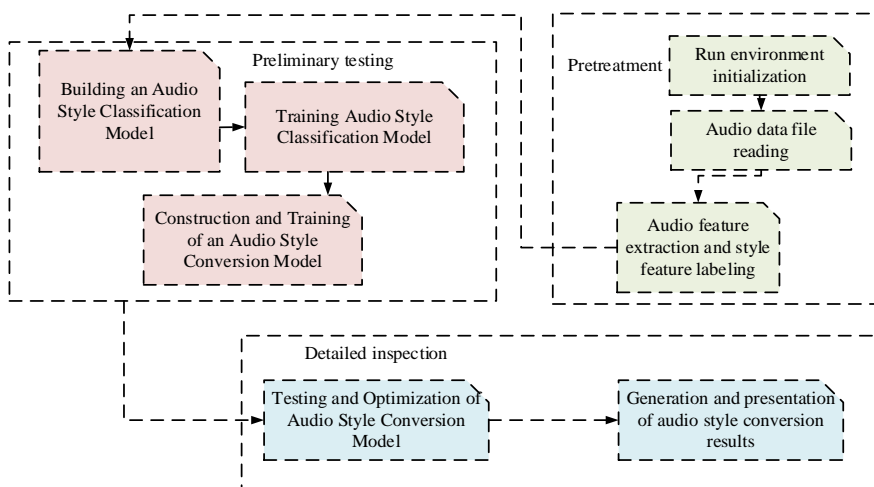 Preliminary testing
Building an Audio
Style Classification
Model
Training Audio Style
Classification Model
Construction and Training
of an Audio Style
Conversion Model
Pretreatment
Run environment
initialization
Audio data file
reading
Audio feature
extraction and style
feature labeling
Detailed inspection
Testing and Optimization of
Audio Style Conversion
Model
Generation and presentation
of audio style conversion
results